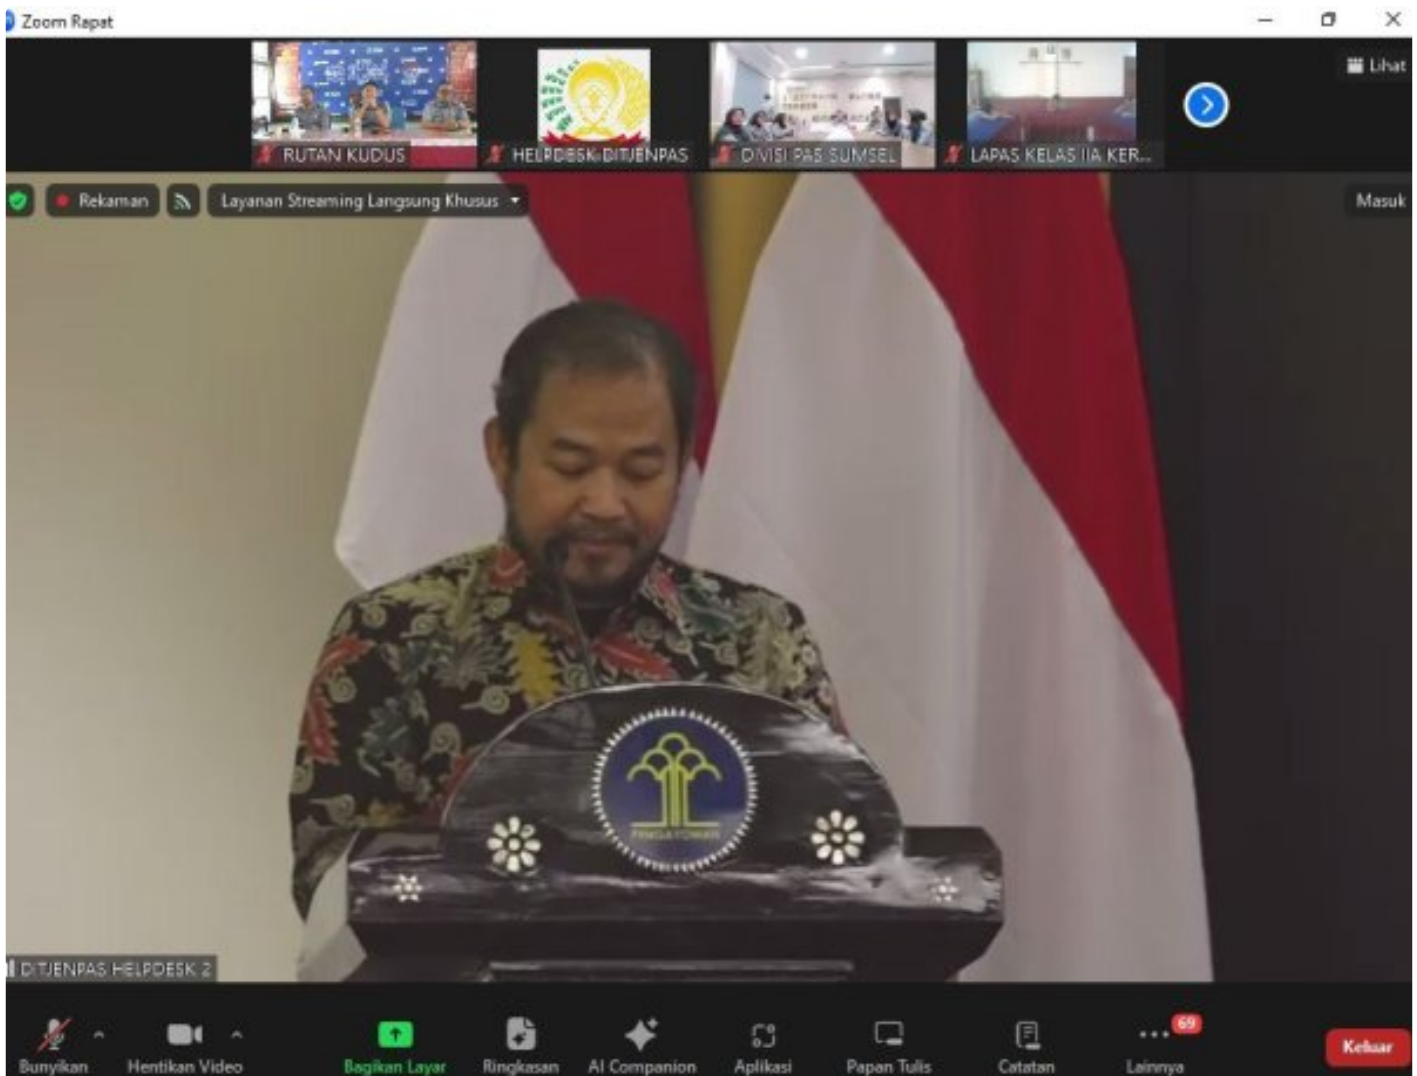 Zoom Rapat
Lihat
RUTAN KUDUS
HELPDESK DITJENPAS
DIVISI PAS SUMSEL
LAPAS KELAS IIA KER...
Rekaman
Layanan Streaming Langsung Khusus
Masuk
PENGAYOMAN
DITJENPAS HELPDESK 2
69
Bunyikan
Hentikan Video
Bagikan Layar
Ringkasan
AI Companion
Aplikasi
Papan Tulis
Catatan
Lainnya
Keluar